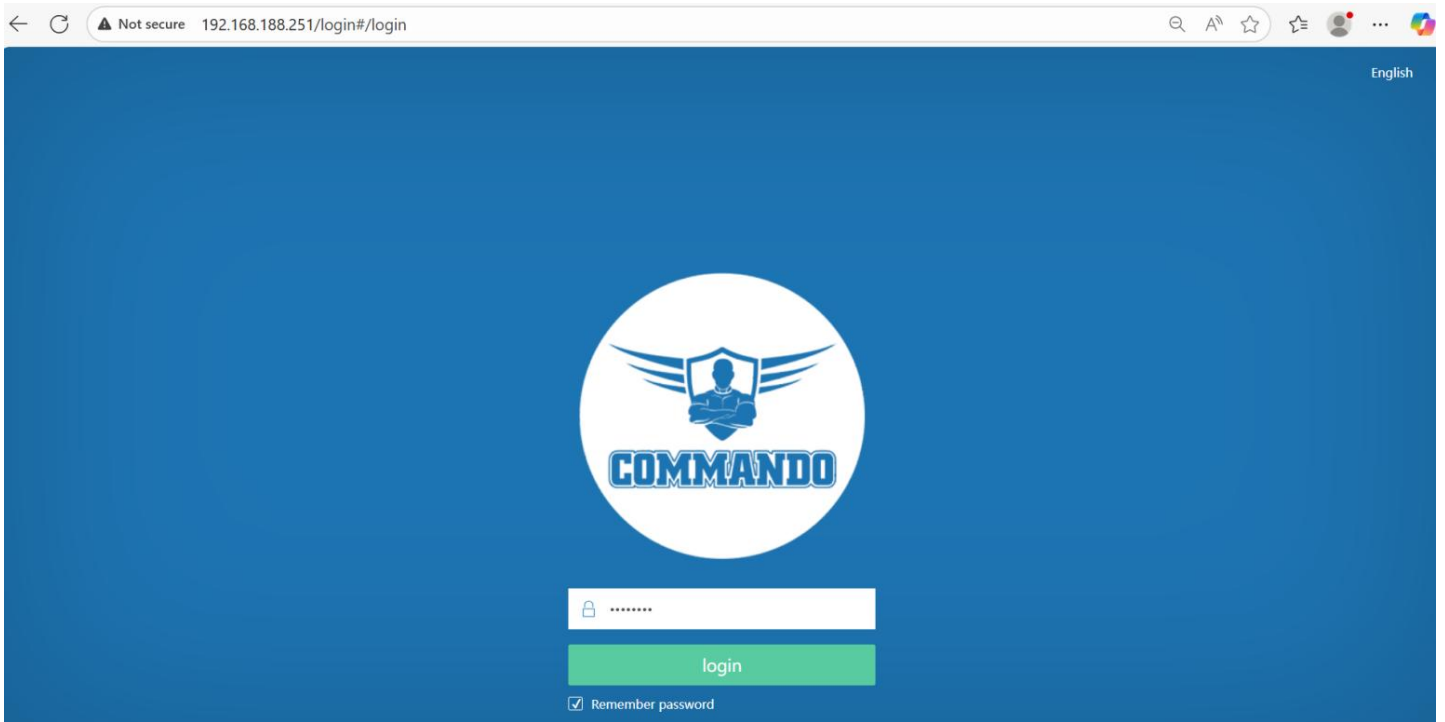 Not secure 192.168.188.251/login#/login
English
COMMANDO
........
login
Remember password